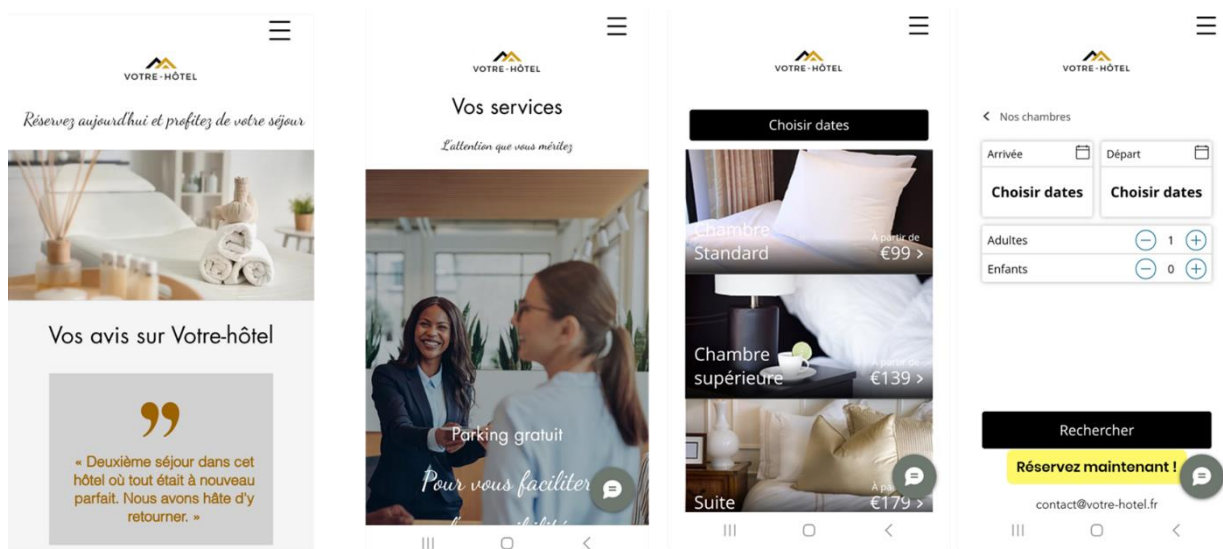 VOTRE-HÔTEL
Réservez aujourd'hui et profitez de votre séjour
Vos avis sur Votre-hôtel
”
« Deuxième séjour dans cet
hôtel où tout était à nouveau
parfait. Nous avons hâte d'y
retourner. »
VOTRE-HÔTEL
Vos services
L'attention que vous méritez
Parking gratuit
Pour vous faciliter
l'accessibilité
VOTRE-HÔTEL
Choisir dates
Chambre
Standard
À partir de
€99 >
Chambre
supérieure
À partir de
€139 >
Suite
€179 >
VOTRE-HÔTEL
< Nos chambres
Arrivée
Départ
Choisir dates
Choisir dates
Adultes
1
Enfants
0
Rechercher
Réservez maintenant !
contact@votre-hotel.fr